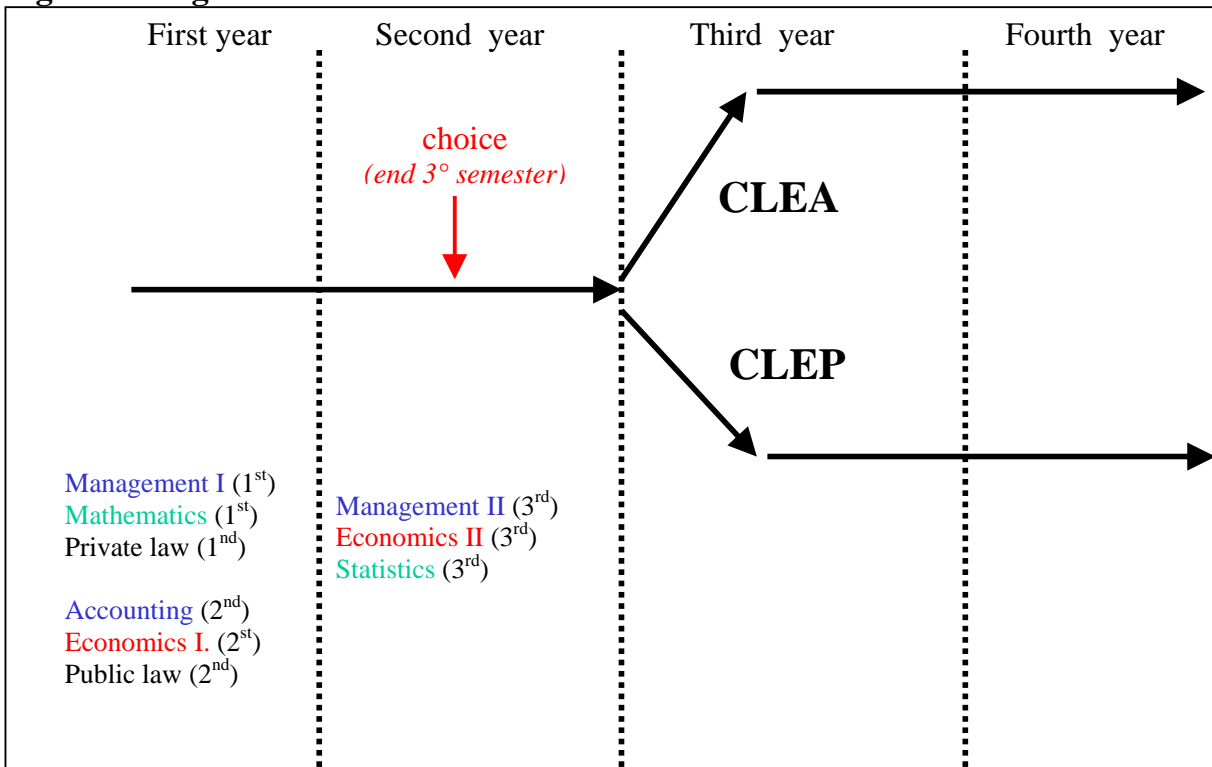 First year Second year Third year Fourth year
choice
(end 3° semester)
CLEA
CLEP
Management I (1st)
Mathematics (1st)
Private law (1nd)
Accounting (2nd)
Economics I. (2st)
Public law (2nd)
Management II (3rd)
Economics II (3rd)
Statistics (3rd)